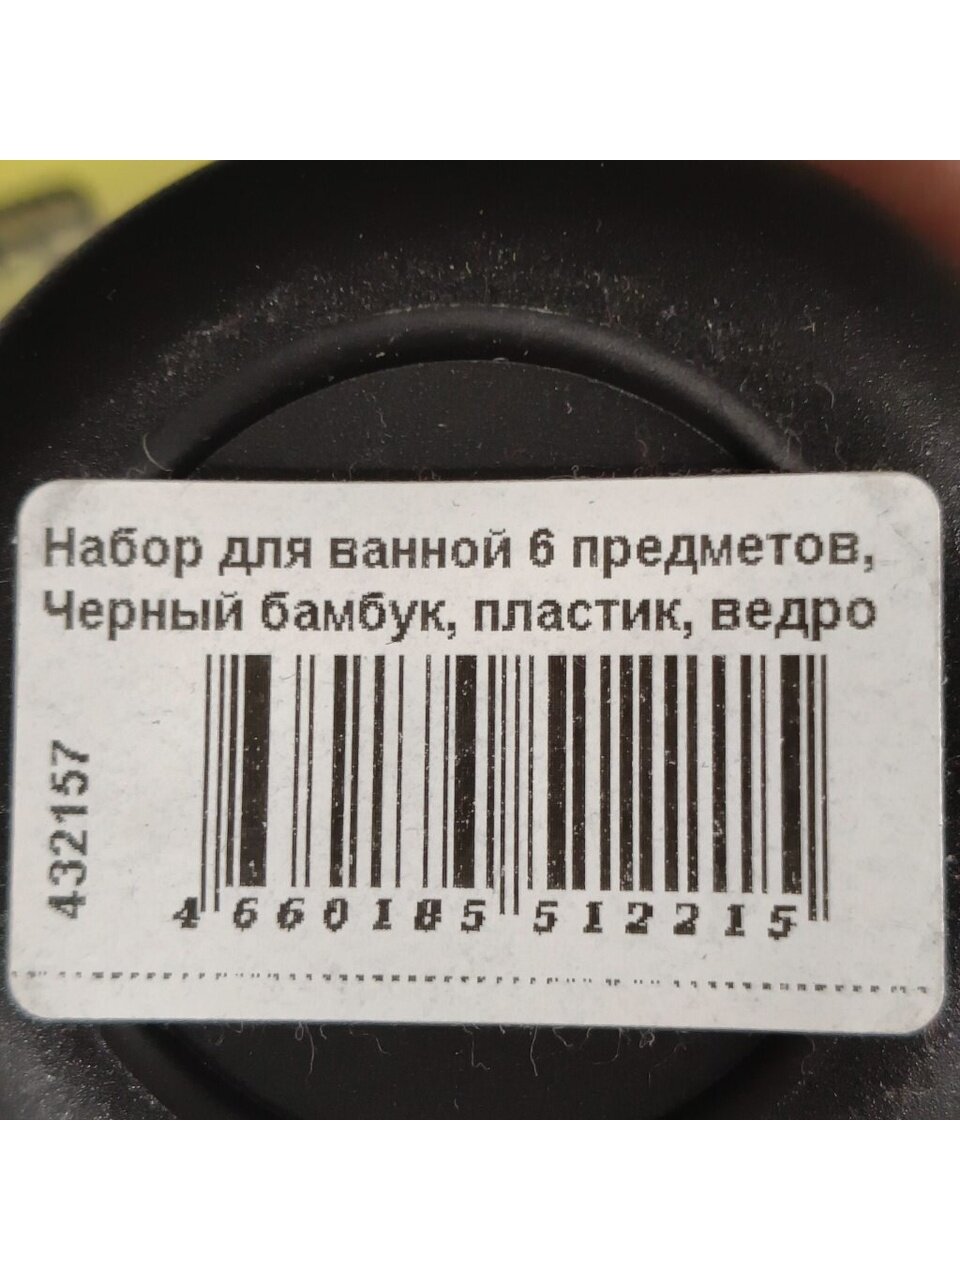 Набор для ванной 6 предметов,
Черный бамбук, пластик, ведро
432157
4 660185 512215